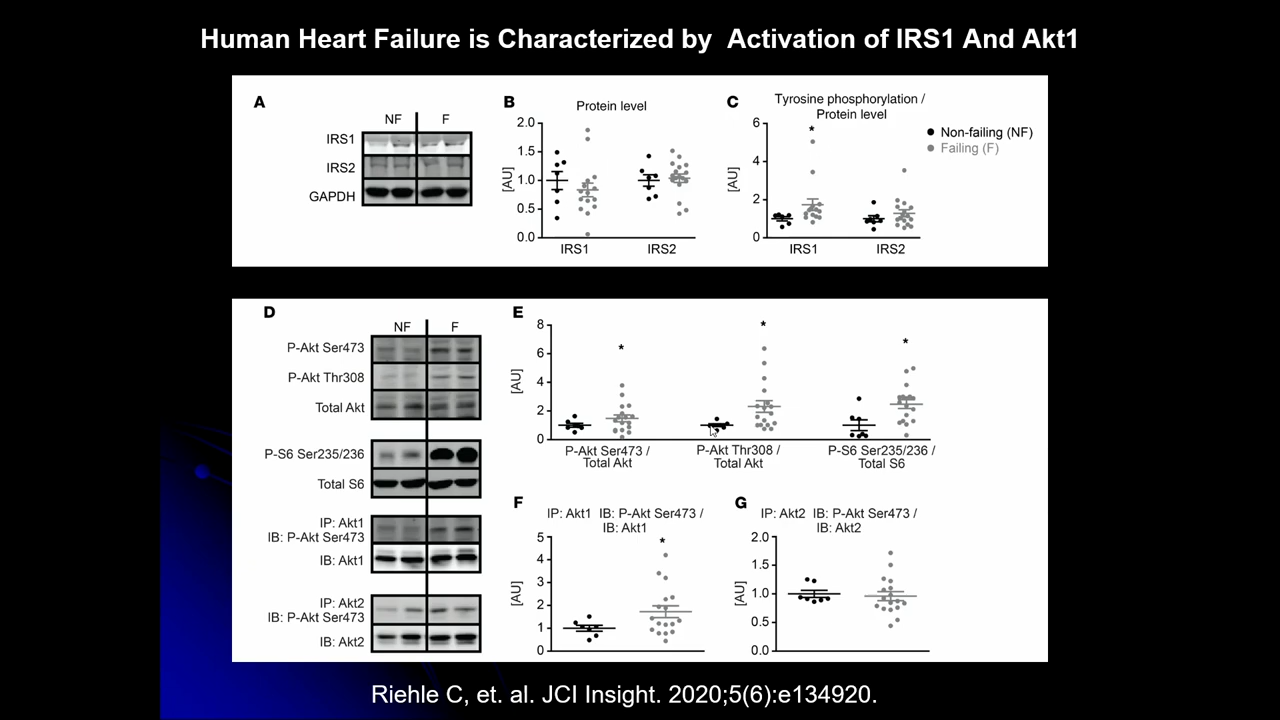 Human Heart Failure is Characterized by  Activation of IRS1 And Akt1
A
NF F
IRS1
IRS2
GAPDH
B
Protein level
2.0
1.5
1.0
0.5
0.0
[AU]
IRS1 IRS2
C
Tyrosine phosphorylation /
Protein level
6
4
2
0
[AU]
*
IRS1 IRS2
Non-failing (NF)
Failing (F)
D
NF F
P-Akt Ser473
P-Akt Thr308
Total Akt
P-S6 Ser235/236
Total S6
IP: Akt1
IB: P-Akt Ser473
IB: Akt1
IP: Akt2
IB: P-Akt Ser473
IB: Akt2
E
8
6
4
2
0
[AU]
* * *
P-Akt Ser473 / P-Akt Thr308 / P-S6 Ser235/236 /
Total Akt Total Akt Total S6
F
IP: Akt1 IB: P-Akt Ser473 /
IB: Akt1
5
4
3
2
1
0
[AU]
*
G
IP: Akt2 IB: P-Akt Ser473 /
IB: Akt2
2.0
1.5
1.0
0.5
0.0
[AU]
Riehle C, et. al. JCI Insight. 2020;5(6):e134920.